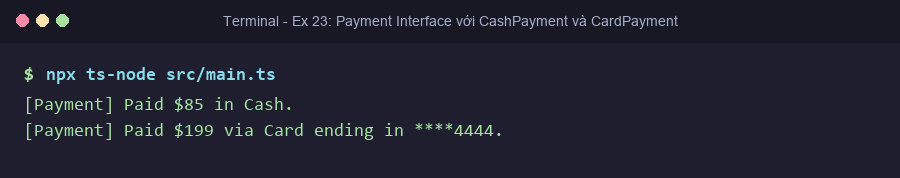 Terminal - Ex 23: Payment Interface với CashPayment và CardPayment
$ npx ts-node src/main.ts
[Payment] Paid $85 in Cash.
[Payment] Paid $199 via Card ending in ****4444.